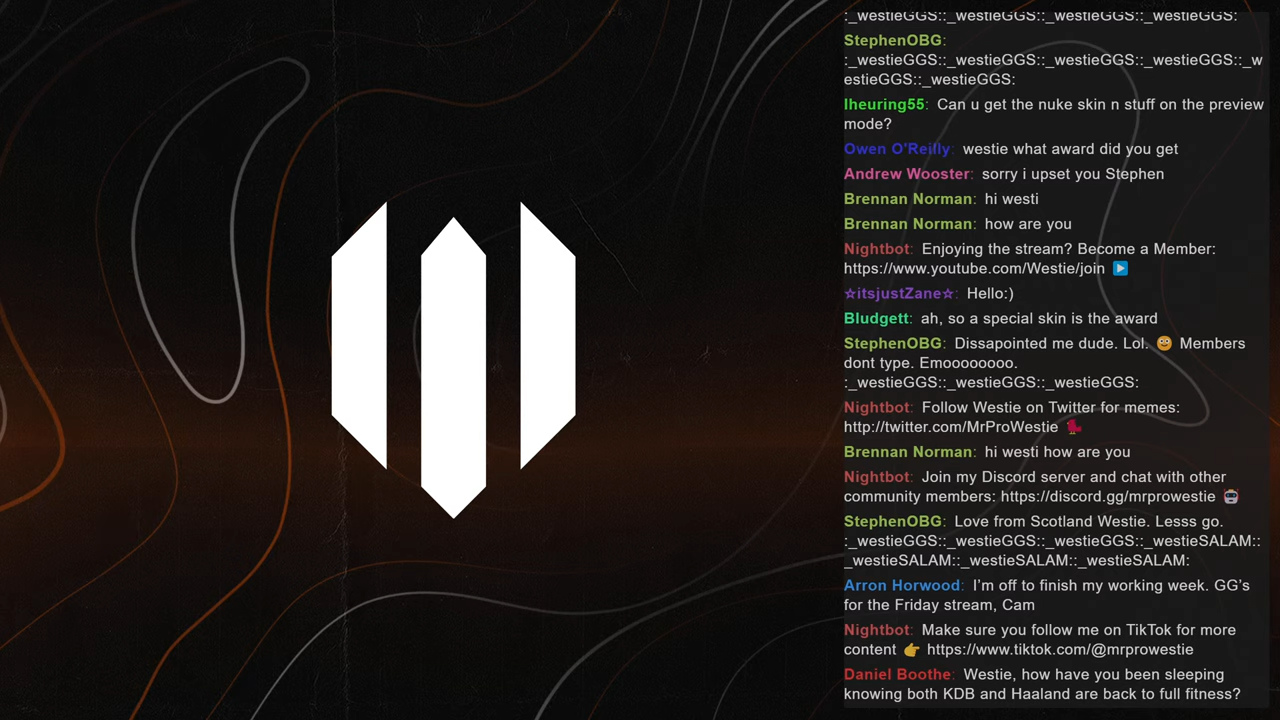 :_westieGGS::_westieGGS::_westieGGS::_westieGGS:
StephenOBG:
:_westieGGS::_westieGGS::_westieGGS::_westieGGS::_w
estieGGS::_westieGGS:
lheuring55: Can u get the nuke skin n stuff on the preview
mode?
Owen O'Reilly: westie what award did you get
Andrew Wooster: sorry i upset you Stephen
Brennan Norman: hi westi
Brennan Norman: how are you
Nightbot: Enjoying the stream? Become a Member:
https://www.youtube.com/Westie/join ▶️
☆itsjustZane☆: Hello:)
Bludgett: ah, so a special skin is the award
StephenOBG: Dissapointed me dude. Lol. Members
dont type. Emoooooooo.
:_westieGGS::_westieGGS::_westieGGS:
Nightbot: Follow Westie on Twitter for memes:
http://twitter.com/MrProWestie
Brennan Norman: hi westi how are you
Nightbot: Join my Discord server and chat with other
community members: https://discord.gg/mrprowestie 🤖
StephenOBG: Love from Scotland Westie. Lesss go.
:_westieGGS::_westieGGS::_westieGGS::_westieSALAM::
_westieSALAM::_westieSALAM::_westieSALAM:
Arron Horwood: I’m off to finish my working week. GG’s
for the Friday stream, Cam
Nightbot: Make sure you follow me on TikTok for more
content 👉 https://www.tiktok.com/@mrprowestie
Daniel Boothe: Westie, how have you been sleeping
knowing both KDB and Haaland are back to full fitness?